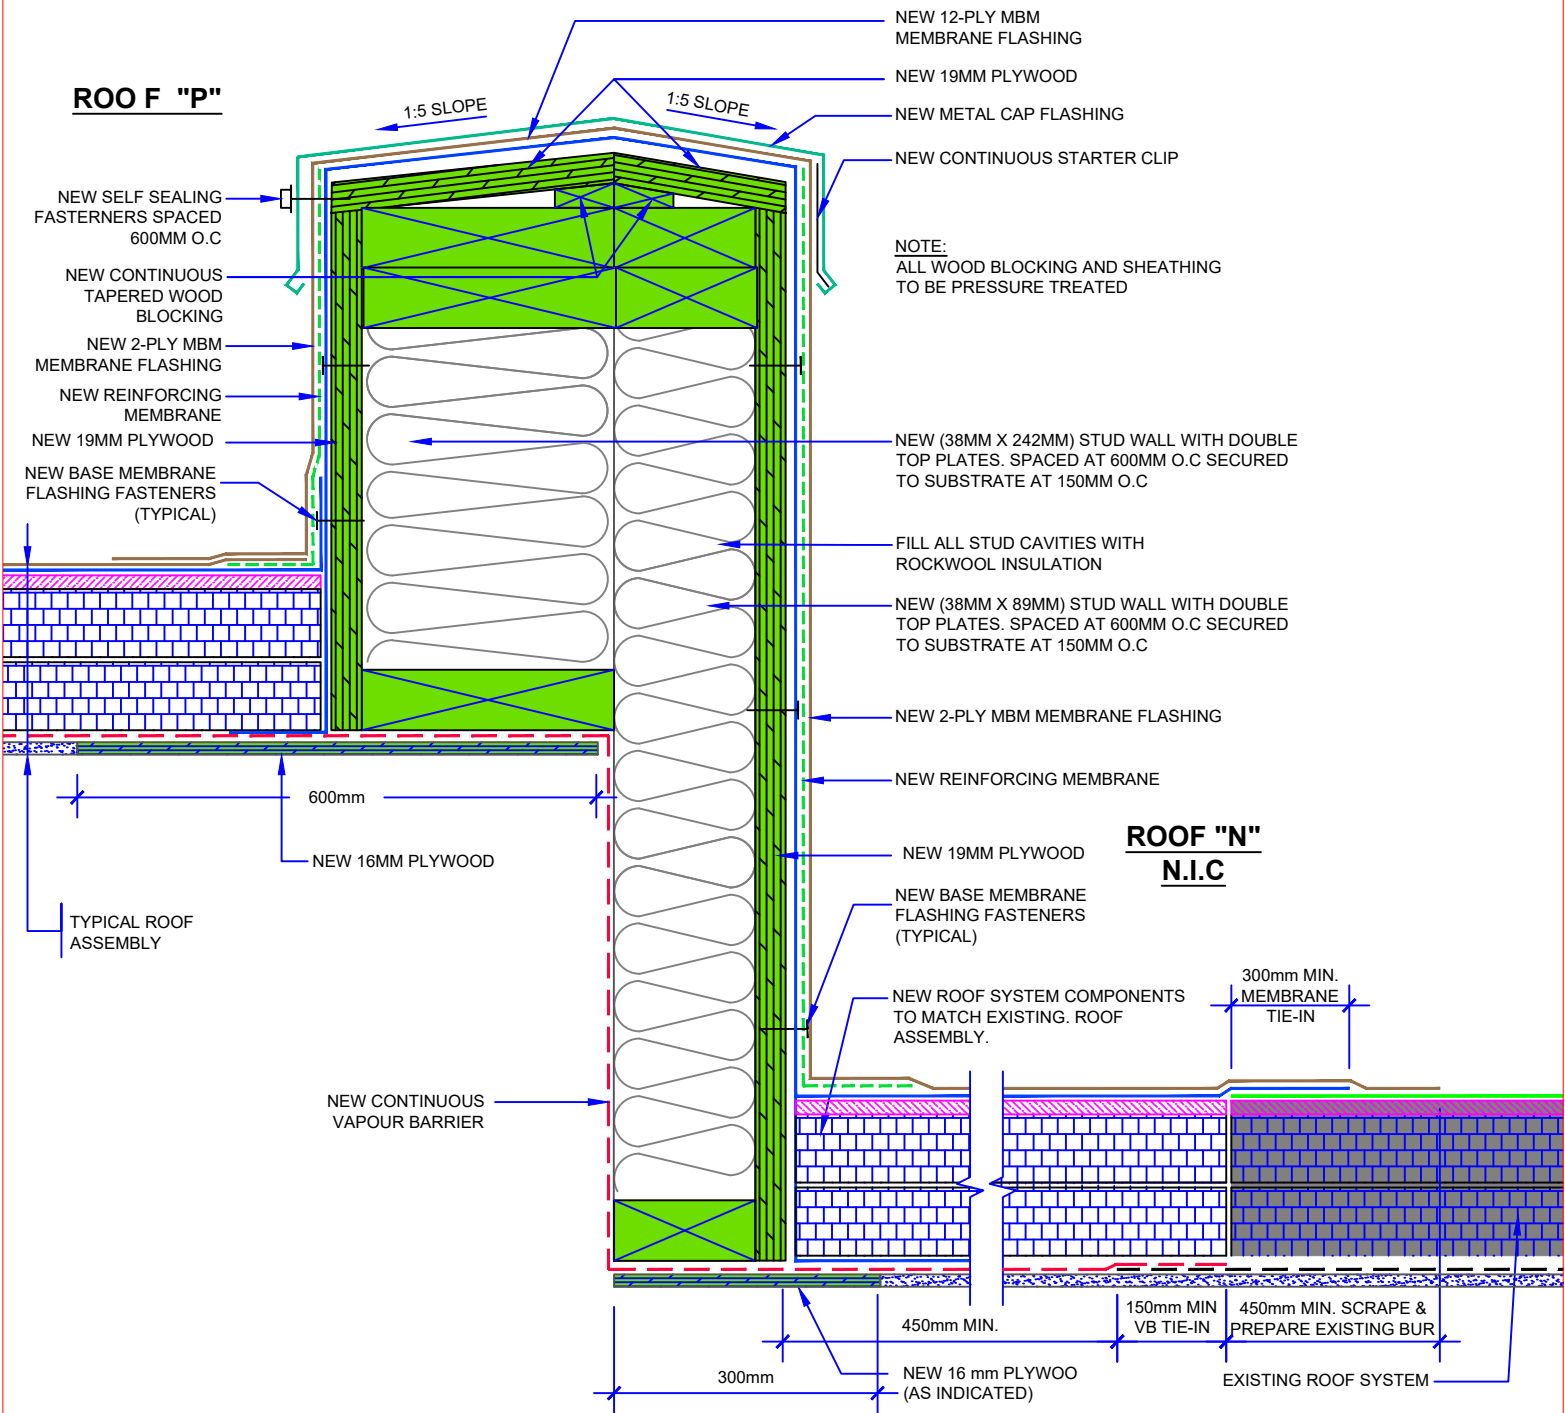 NEW 12-PLY MBM
MEMBRANE FLASHING
NEW 19MM PLYWOOD
NEW METAL CAP FLASHING
NEW CONTINUOUS STARTER CLIP
ROO F "P"
1:5 SLOPE
1:5 SLOPE
NEW SELF SEALING
FASTERNERS SPACED
600MM O.C
NEW CONTINUOUS
TAPERED WOOD
BLOCKING
NEW 2-PLY MBM
MEMBRANE FLASHING
NEW REINFORCING
MEMBRANE
NEW 19MM PLYWOOD
NEW BASE MEMBRANE
FLASHING FASTENERS
(TYPICAL)
NOTE:
ALL WOOD BLOCKING AND SHEATHING
TO BE PRESSURE TREATED
NEW (38MM X 242MM) STUD WALL WITH DOUBLE
TOP PLATES. SPACED AT 600MM O.C SECURED
TO SUBSTRATE AT 150MM O.C
FILL ALL STUD CAVITIES WITH
ROCKWOOL INSULATION
NEW (38MM X 89MM) STUD WALL WITH DOUBLE
TOP PLATES. SPACED AT 600MM O.C SECURED
TO SUBSTRATE AT 150MM O.C
NEW 2-PLY MBM MEMBRANE FLASHING
NEW REINFORCING MEMBRANE
600mm
NEW 16MM PLYWOOD
TYPICAL ROOF
ASSEMBLY
ROOF "N"
N.I.C
NEW 19MM PLYWOOD
NEW BASE MEMBRANE
FLASHING FASTENERS
(TYPICAL)
NEW ROOF SYSTEM COMPONENTS
TO MATCH EXISTING. ROOF
ASSEMBLY.
300mm MIN.
MEMBRANE
TIE-IN
NEW CONTINUOUS
VAPOUR BARRIER
450mm MIN.
150mm MIN
VB TIE-IN
450mm MIN. SCRAPE &
PREPARE EXISTING BUR
300mm
NEW 16 mm PLYWOO
(AS INDICATED)
EXISTING ROOF SYSTEM